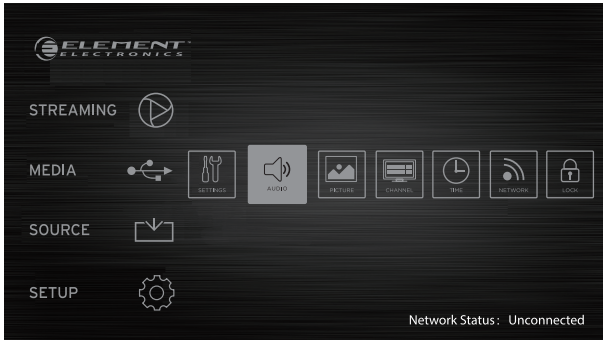 ELEMENT
ELECTRONICS
STREAMING
MEDIA
SETTINGS AUDIO PICTURE CHANNEL TIME NETWORK LOCK
SOURCE
SETUP
Network Status : Unconnected